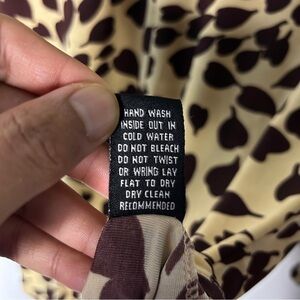 HAND WASH
INSIDE OUT IN
COLD WATER
DO NOT BLEACH
DO NOT TWIST
OR WRING LAY
FLAT TO DRY
DRY CLEAN
RECOMMENDED